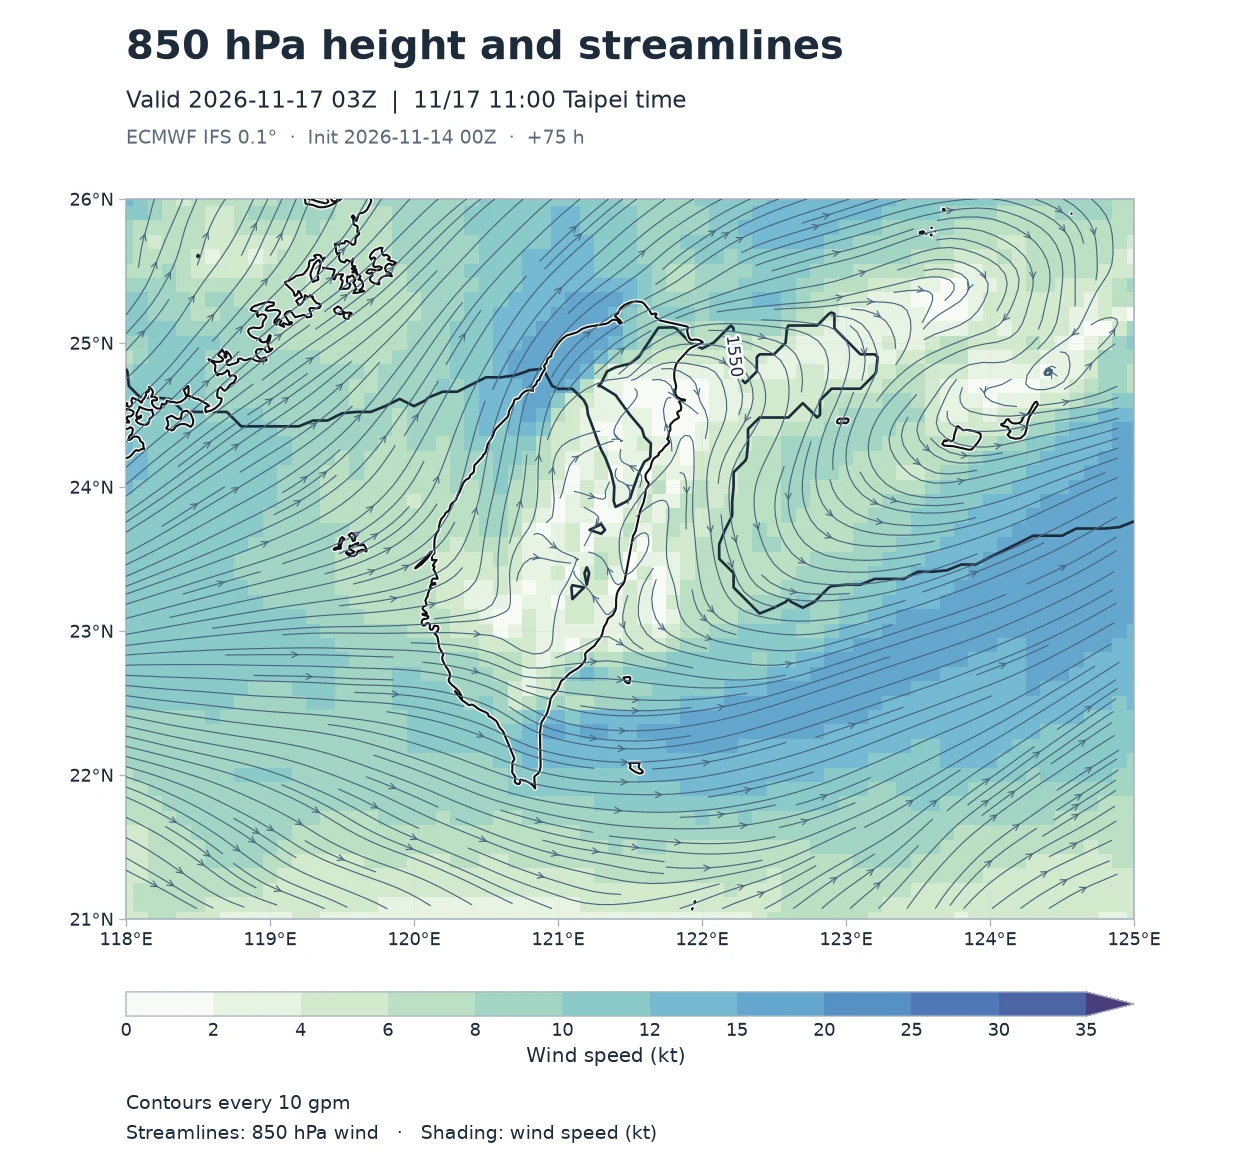 850 hPa height and streamlines
Valid 2026-11-17 03Z | 11/17 11:00 Taipei time
ECMWF IFS 0.1° · Init 2026-11-14 00Z · +75 h
26°N
25°N
24°N
23°N
22°N
21°N
1550
118°E 119°E 120°E 121°E 122°E 123°E 124°E 125°E
0 2 4 6 8 10 12 15 20 25 30 35
Wind speed (kt)
Contours every 10 gpm
Streamlines: 850 hPa wind · Shading: wind speed (kt)